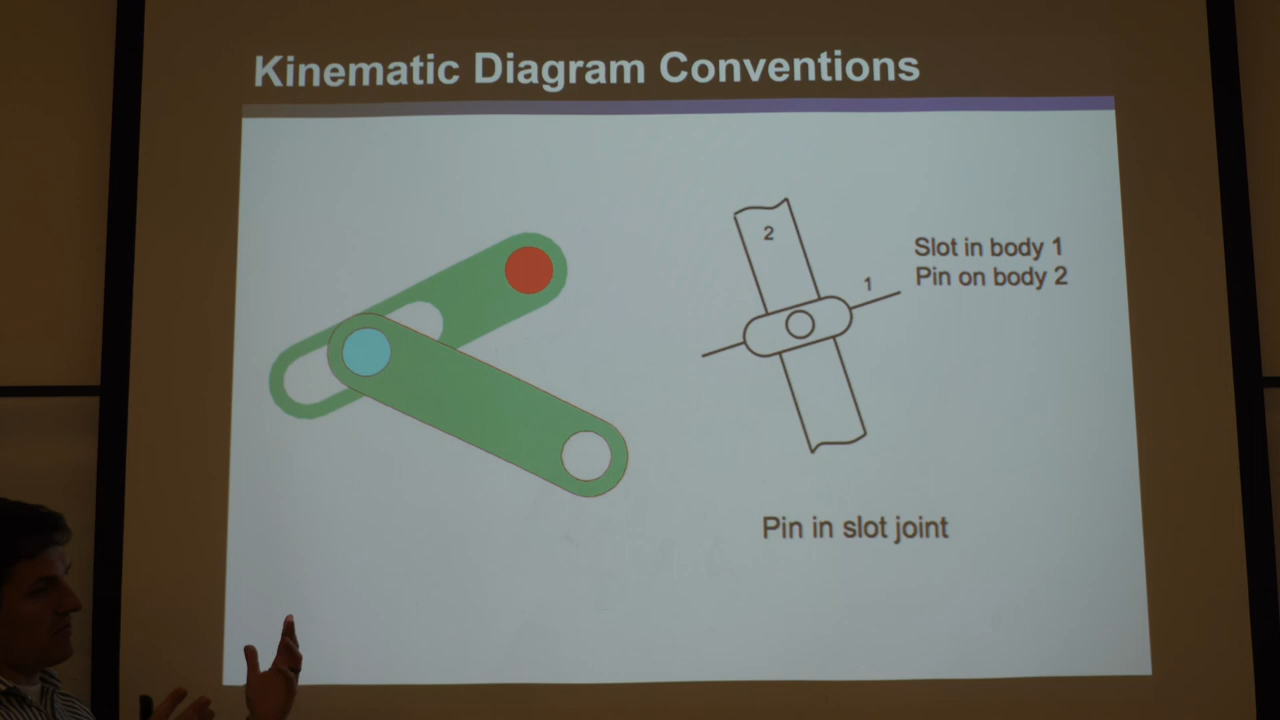 Kinematic Diagram Conventions
2
1
Slot in body 1
Pin on body 2
Pin in slot joint